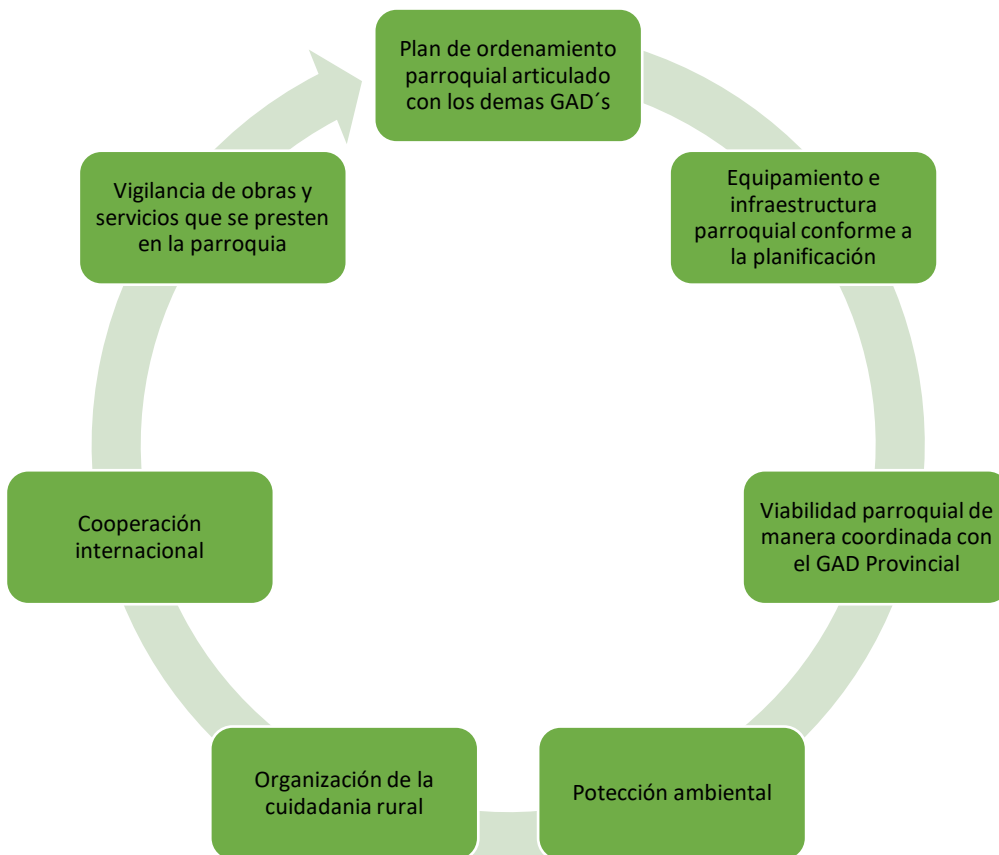 Plan de ordenamiento
parroquial articulado
con los demas GAD´s
Equipamiento e
infraestructura
parroquial conforme a
la planificación
Viabilidad parroquial de
manera coordinada con
el GAD Provincial
Potección ambiental
Organización de la
cuidadania rural
Cooperación
internacional
Vigilancia de obras y
servicios que se presten
en la parroquia